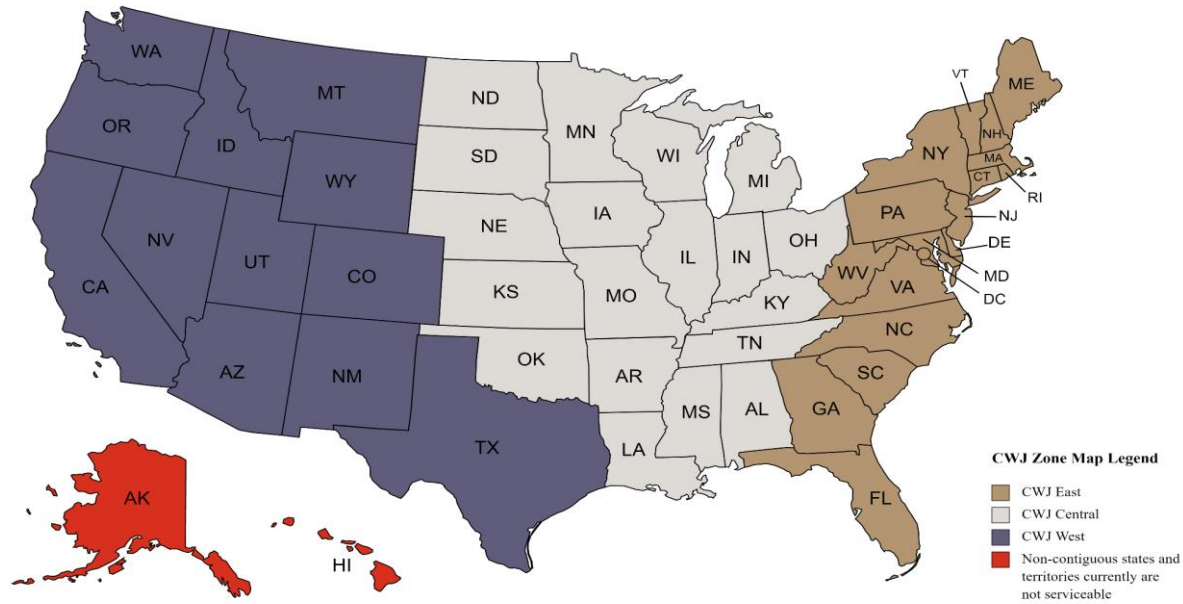 WA
MT
ND
MN
VT
ME
OR
ID
SD
WI
MI
NY
NH
MA
CT
RI
WY
IA
PA
NJ
NE
OH
NV
UT
CO
IL
IN
WV
DE
MD
DC
VA
CA
KS
MO
KY
NC
TN
AZ
NM
OK
AR
SC
MS
AL
GA
TX
LA
FL
AK
HI
CWJ Zone Map Legend
CWJ East
CWJ Central
CWJ West
Non-contiguous states and
territories currently are
not serviceable